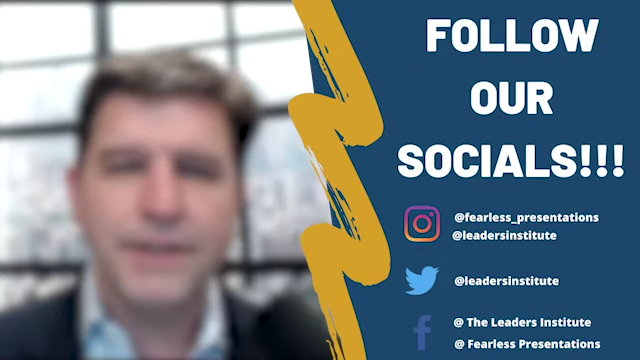 FOLLOW
OUR
SOCIALS!!!
@fearless_presentations
@leadersinstitute
@leadersinstitute
@ The Leaders Institute
@ Fearless Presentations